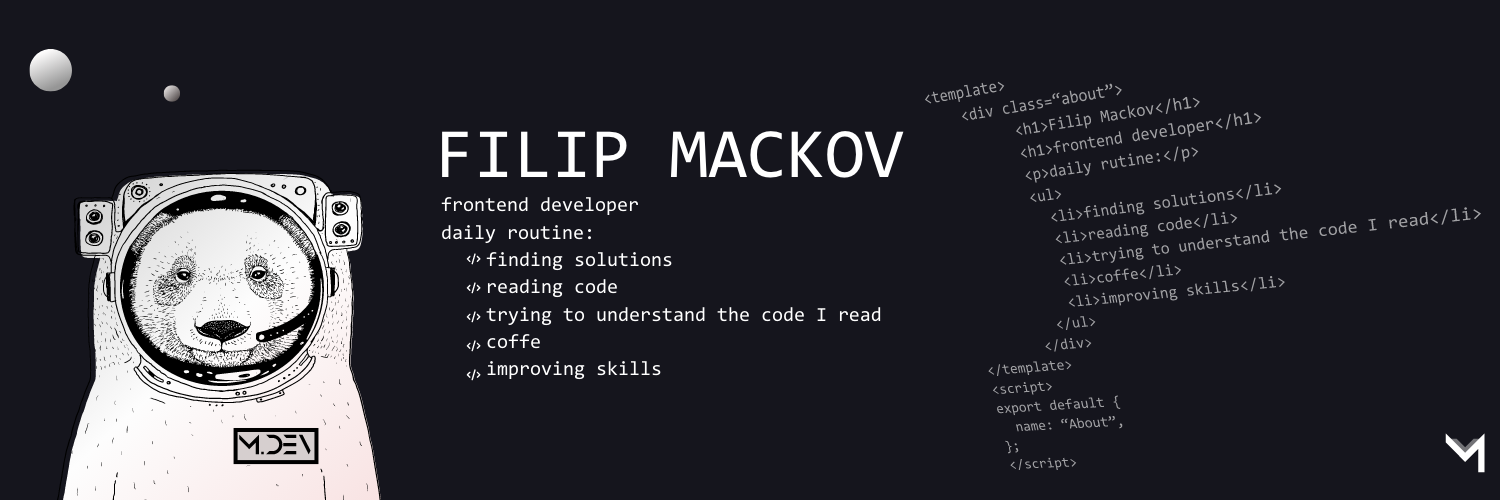 FILIP MACKOV
frontend developer
daily routine:
</> finding solutions
</> reading code
</> trying to understand the code I read
</> coffe
</> improving skills
M.DEV
<template>
<div class=“about”>
<h1>Filip Mackov</h1>
<h1>frontend developer</h1>
<p>daily rutine:</p>
<ul>
<li>finding solutions</li>
<li>reading code</li>
<li>trying to understand the code I read</li>
<li>coffe</li>
<li>improving skills</li>
</ul>
</div>
</template>
<script>
export default {
name: “About”,
};
</script>